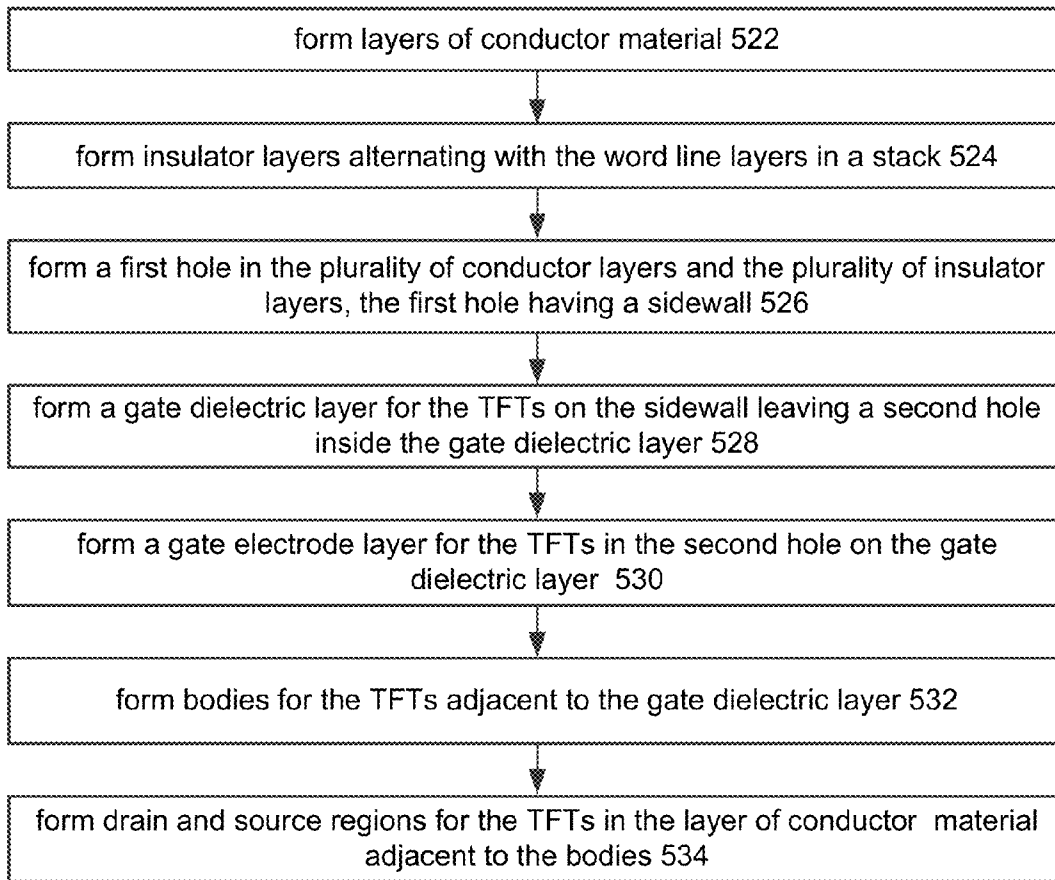 form layers of conductor material 522
form insulator layers alternating with the word line layers in a stack 524
form a first hole in the plurality of conductor layers and the plurality of insulator
layers, the first hole having a sidewall 526
form a gate dielectric layer for the TFTs on the sidewall leaving a second hole
inside the gate dielectric layer 528
form a gate electrode layer for the TFTs in the second hole on the gate
dielectric layer 530
form bodies for the TFTs adjacent to the gate dielectric layer 532
form drain and source regions for the TFTs in the layer of conductor material
adjacent to the bodies 534